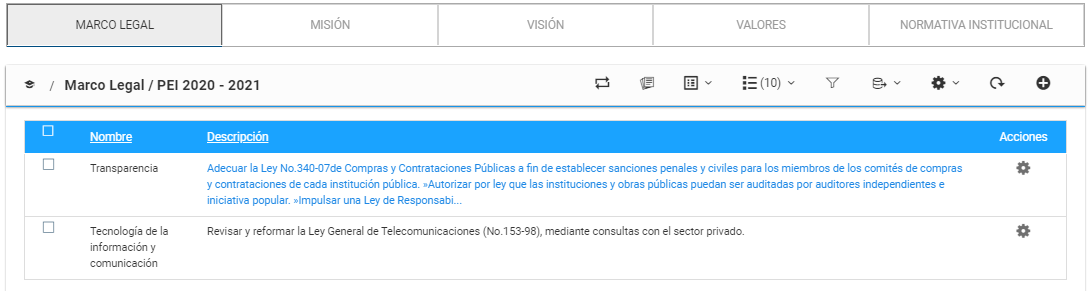 MARCO LEGAL
MISIÓN
VISIÓN
VALORES
NORMATIVA INSTITUCIONAL
/ Marco Legal / PEI 2020 - 2021
(10)
Nombre
Descripción
Acciones
Transparencia
Adecuar la Ley No.340-07de Compras y Contrataciones Públicas a fin de establecer sanciones penales y civiles para los miembros de los comités de compras
y contrataciones de cada institución pública. »Autorizar por ley que las instituciones y obras públicas puedan ser auditadas por auditores independientes e
iniciativa popular. »Impulsar una Ley de Responsabi...
Tecnología de la
información y
comunicación
Revisar y reformar la Ley General de Telecomunicaciones (No.153-98), mediante consultas con el sector privado.